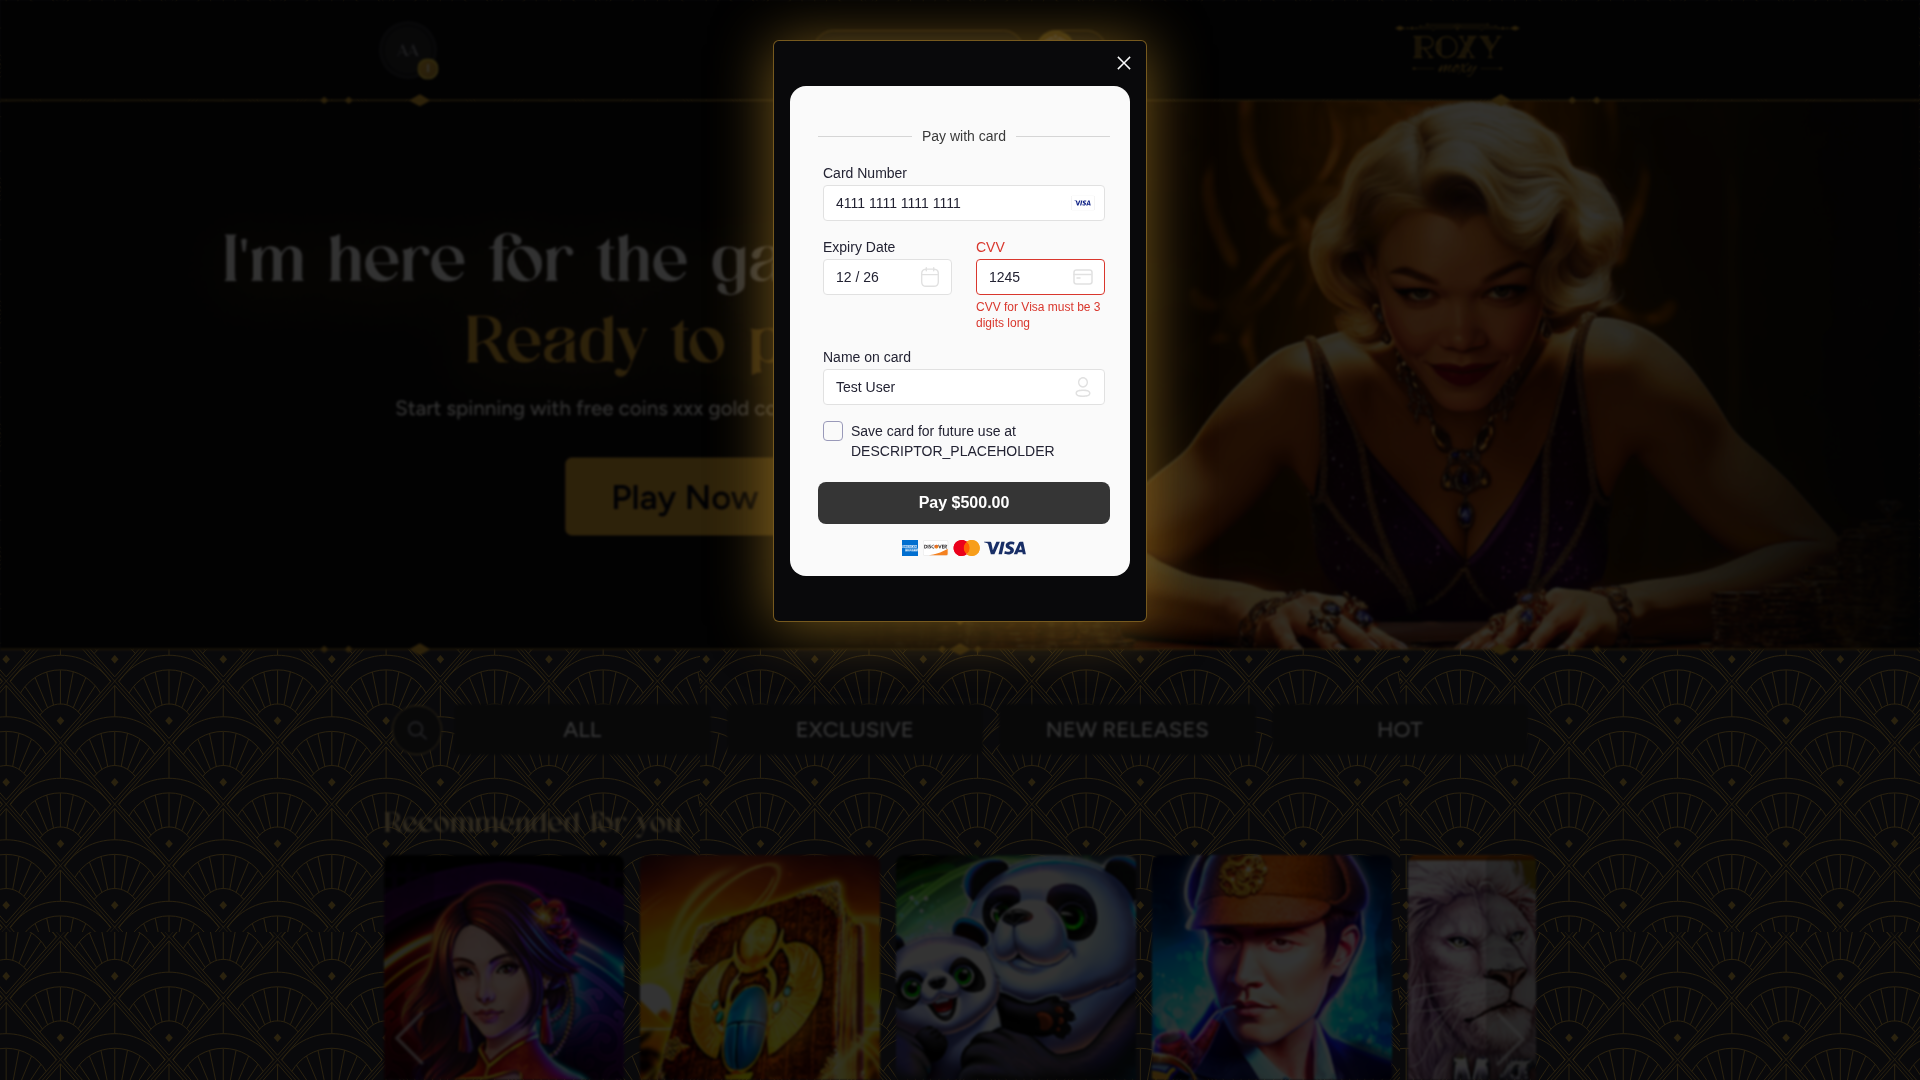 AA
ROXY
moxy
Pay with card
Card Number
4111 1111 1111 1111
VISA
Expiry Date
CVV
12 / 26
1245
CVV for Visa must be 3
digits long
Name on card
Test User
Save card for future use at
DESCRIPTOR_PLACEHOLDER
Pay $500.00
DISCOVER
VISA
I'm here for the ga
Ready to p
Start spinning with free coins xxx gold co
Play Now
ALL
EXCLUSIVE
NEW RELEASES
HOT
Recommended for you